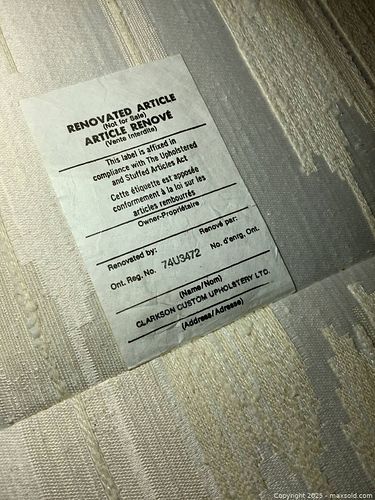 RENOVATED ARTICLE
(Not for Sale)
ARTICLE RENOVÉ
(Vente Interdite)
This label is affixed in
compliance with The Upholstered
and Stuffed Articles Act
Cette étiquette est apposée
conformement à la loi sur les
articles rembourrés
Owner-Propriétaire
Renovated by: Renové par:
Ont. Reg. No. 74U3472 No. d'enrg. Ont.
(Name/Nom)
CLARKSON CUSTOM UPHOLSTERY LTD.
(Address/Adresse)
Copyright 2025 - maxsold.com